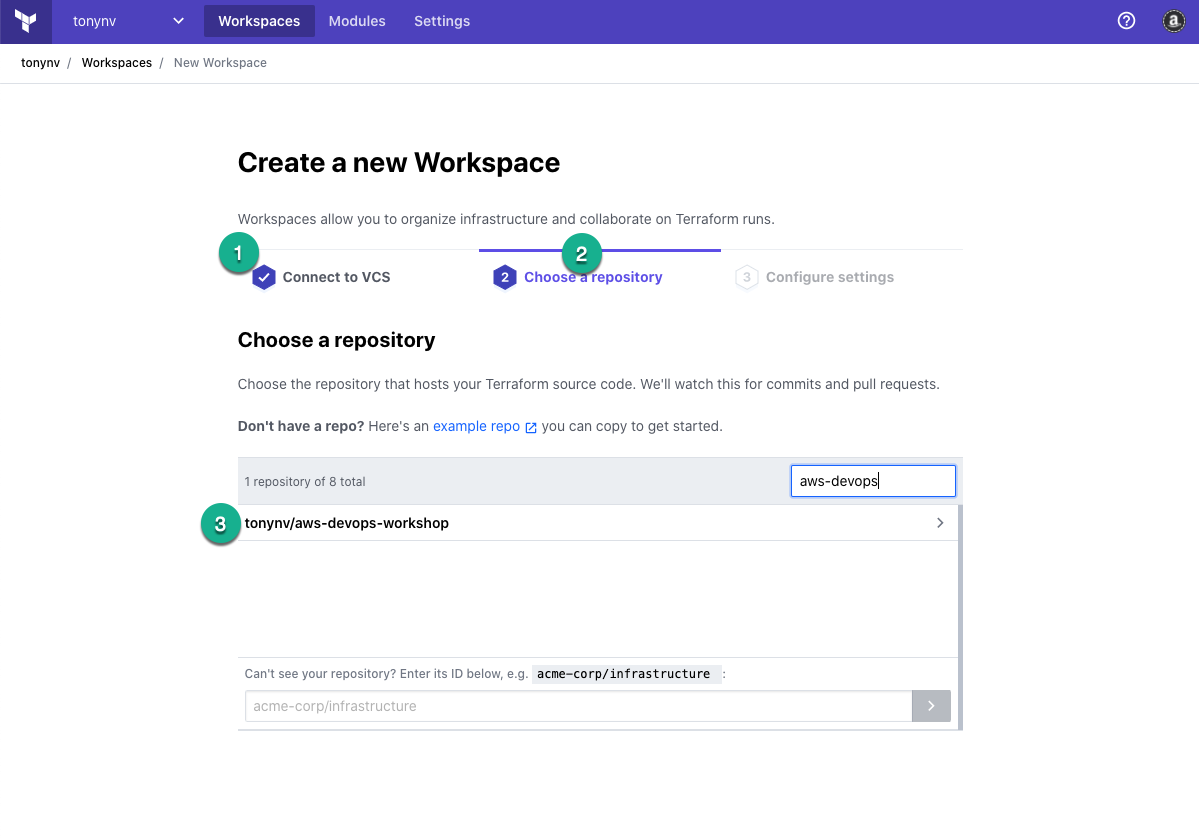 tonynv Workspaces Modules Settings
tonynv / Workspaces / New Workspace
Create a new Workspace
Workspaces allow you to organize infrastructure and collaborate on Terraform runs.
1 2
Connect to VCS 2 Choose a repository 3 Configure settings
Choose a repository
Choose the repository that hosts your Terraform source code. We'll watch this for commits and pull requests.
Don't have a repo? Here's an example repo you can copy to get started.
1 repository of 8 total aws-devops
3 tonynv/aws-devops-workshop
Can't see your repository? Enter its ID below, e.g. acme-corp/infrastructure :
acme-corp/infrastructure